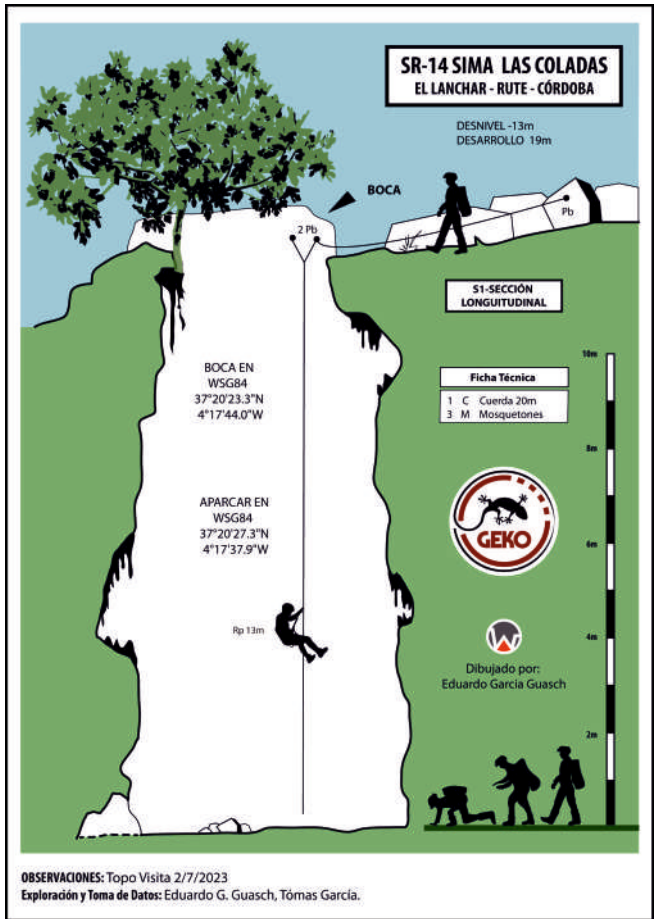 SR-14 SIMA LAS COLADAS
EL LANCHAR - RUTE - CÓRDOBA
DESNIVEL -13m
DESARROLLO 19m
BOCA
2 Pb
Pb
S1-SECCIÓN
LONGUITUDINAL
BOCA EN
WSG84
37°20'23.3"N
4°17'44.0"W
10m
Ficha Técnica
1 C Cuerda 20m
3 M Mosquetones
8m
APARCAR EN
WSG84
37°20'27.3"N
4°17'37.9"W
GEKO
6m
Rp 13m
4m
Dibujado por:
Eduardo García Guasch
2m
OBSERVACIONES: Topo Visita 2/7/2023
Exploración y Toma de Datos: Eduardo G. Guasch, Tómas García.